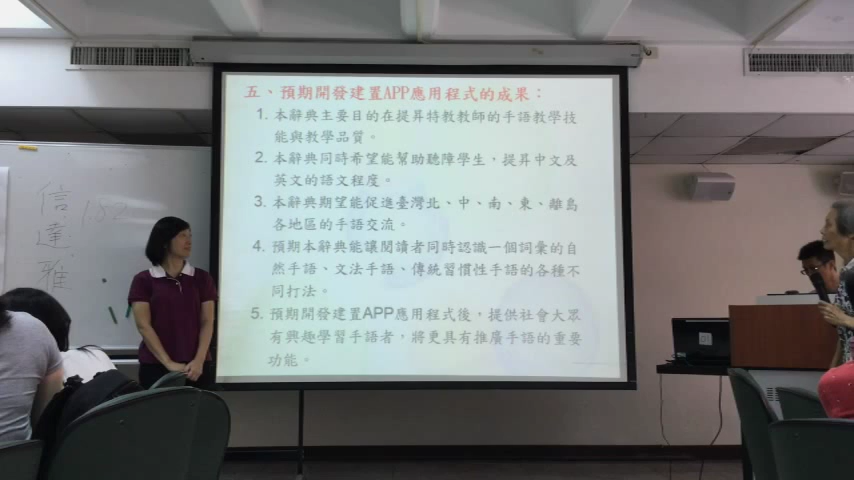 五、預期開發建置APP應用程式的成果：
1. 本辭典主要目的在提昇特教教師的手語教學技
能與教學品質。
2. 本辭典同時希望能幫助聽障學生，提昇中文及
英文的語文程度。
3. 本辭典期望能促進臺灣北、中、南、東、離島
各地區的手語交流。
4. 預期本辭典能讓閱讀者同時認識一個詞彙的自
然手語、文法手語、傳統習慣性手語的各種不
同打法。
5. 預期開發建置APP應用程式後，提供社會大眾
有興趣學習手語者，將更具有推廣手語的重要
功能。
信達雅